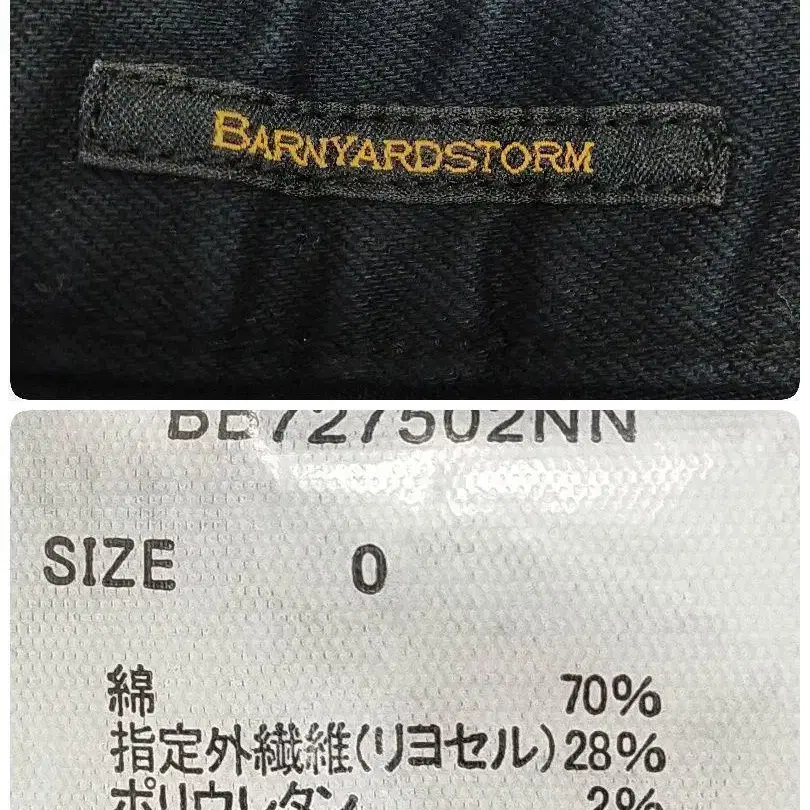 BARNYARDSTORM
BE727502NN
SIZE 0
綿 70%
指定外繊維(リヨセル) 28%
ポリウレタン 2%